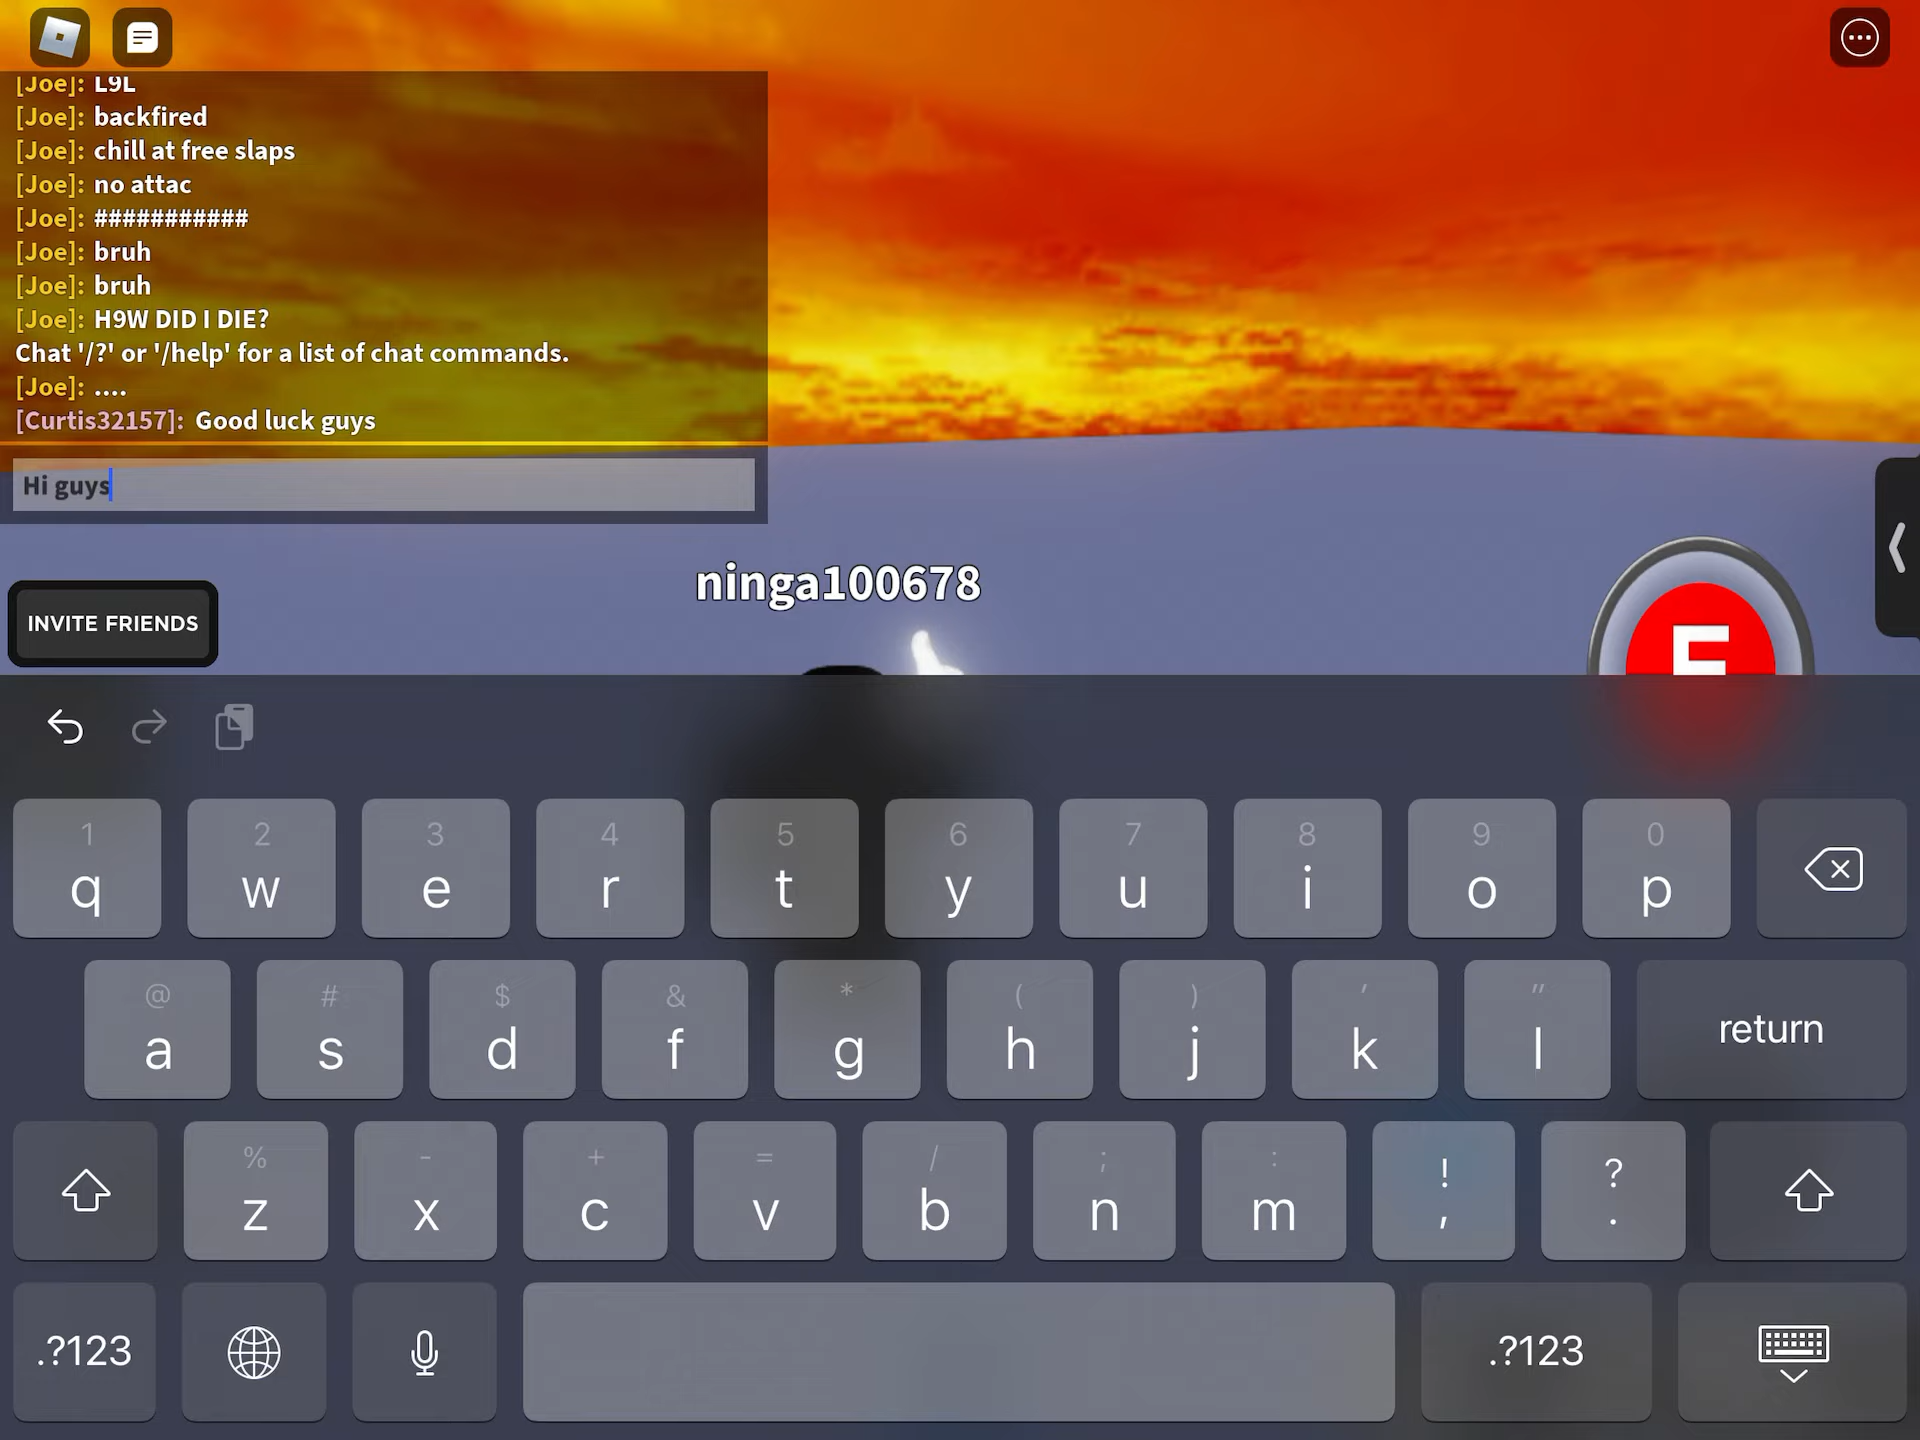 [Joe]: L9L
[Joe]: backfired
[Joe]: chill at free slaps
[Joe]: no attac
[Joe]: ###########
[Joe]: bruh
[Joe]: bruh
[Joe]: H9W DID I DIE?
Chat '/?' or '/help' for a list of chat commands.
[Joe]: ....
[Curtis32157]: Good luck guys
Hi guys
ninga100678
INVITE FRIENDS
E
1 2 3 4 5 6 7 8 9 0
q w e r t y u i o p
@ # $ & * ( ) ' "
a s d f g h j k l return
% - + = / ; : ! ?
z x c v b n m , .
.?123 .?123